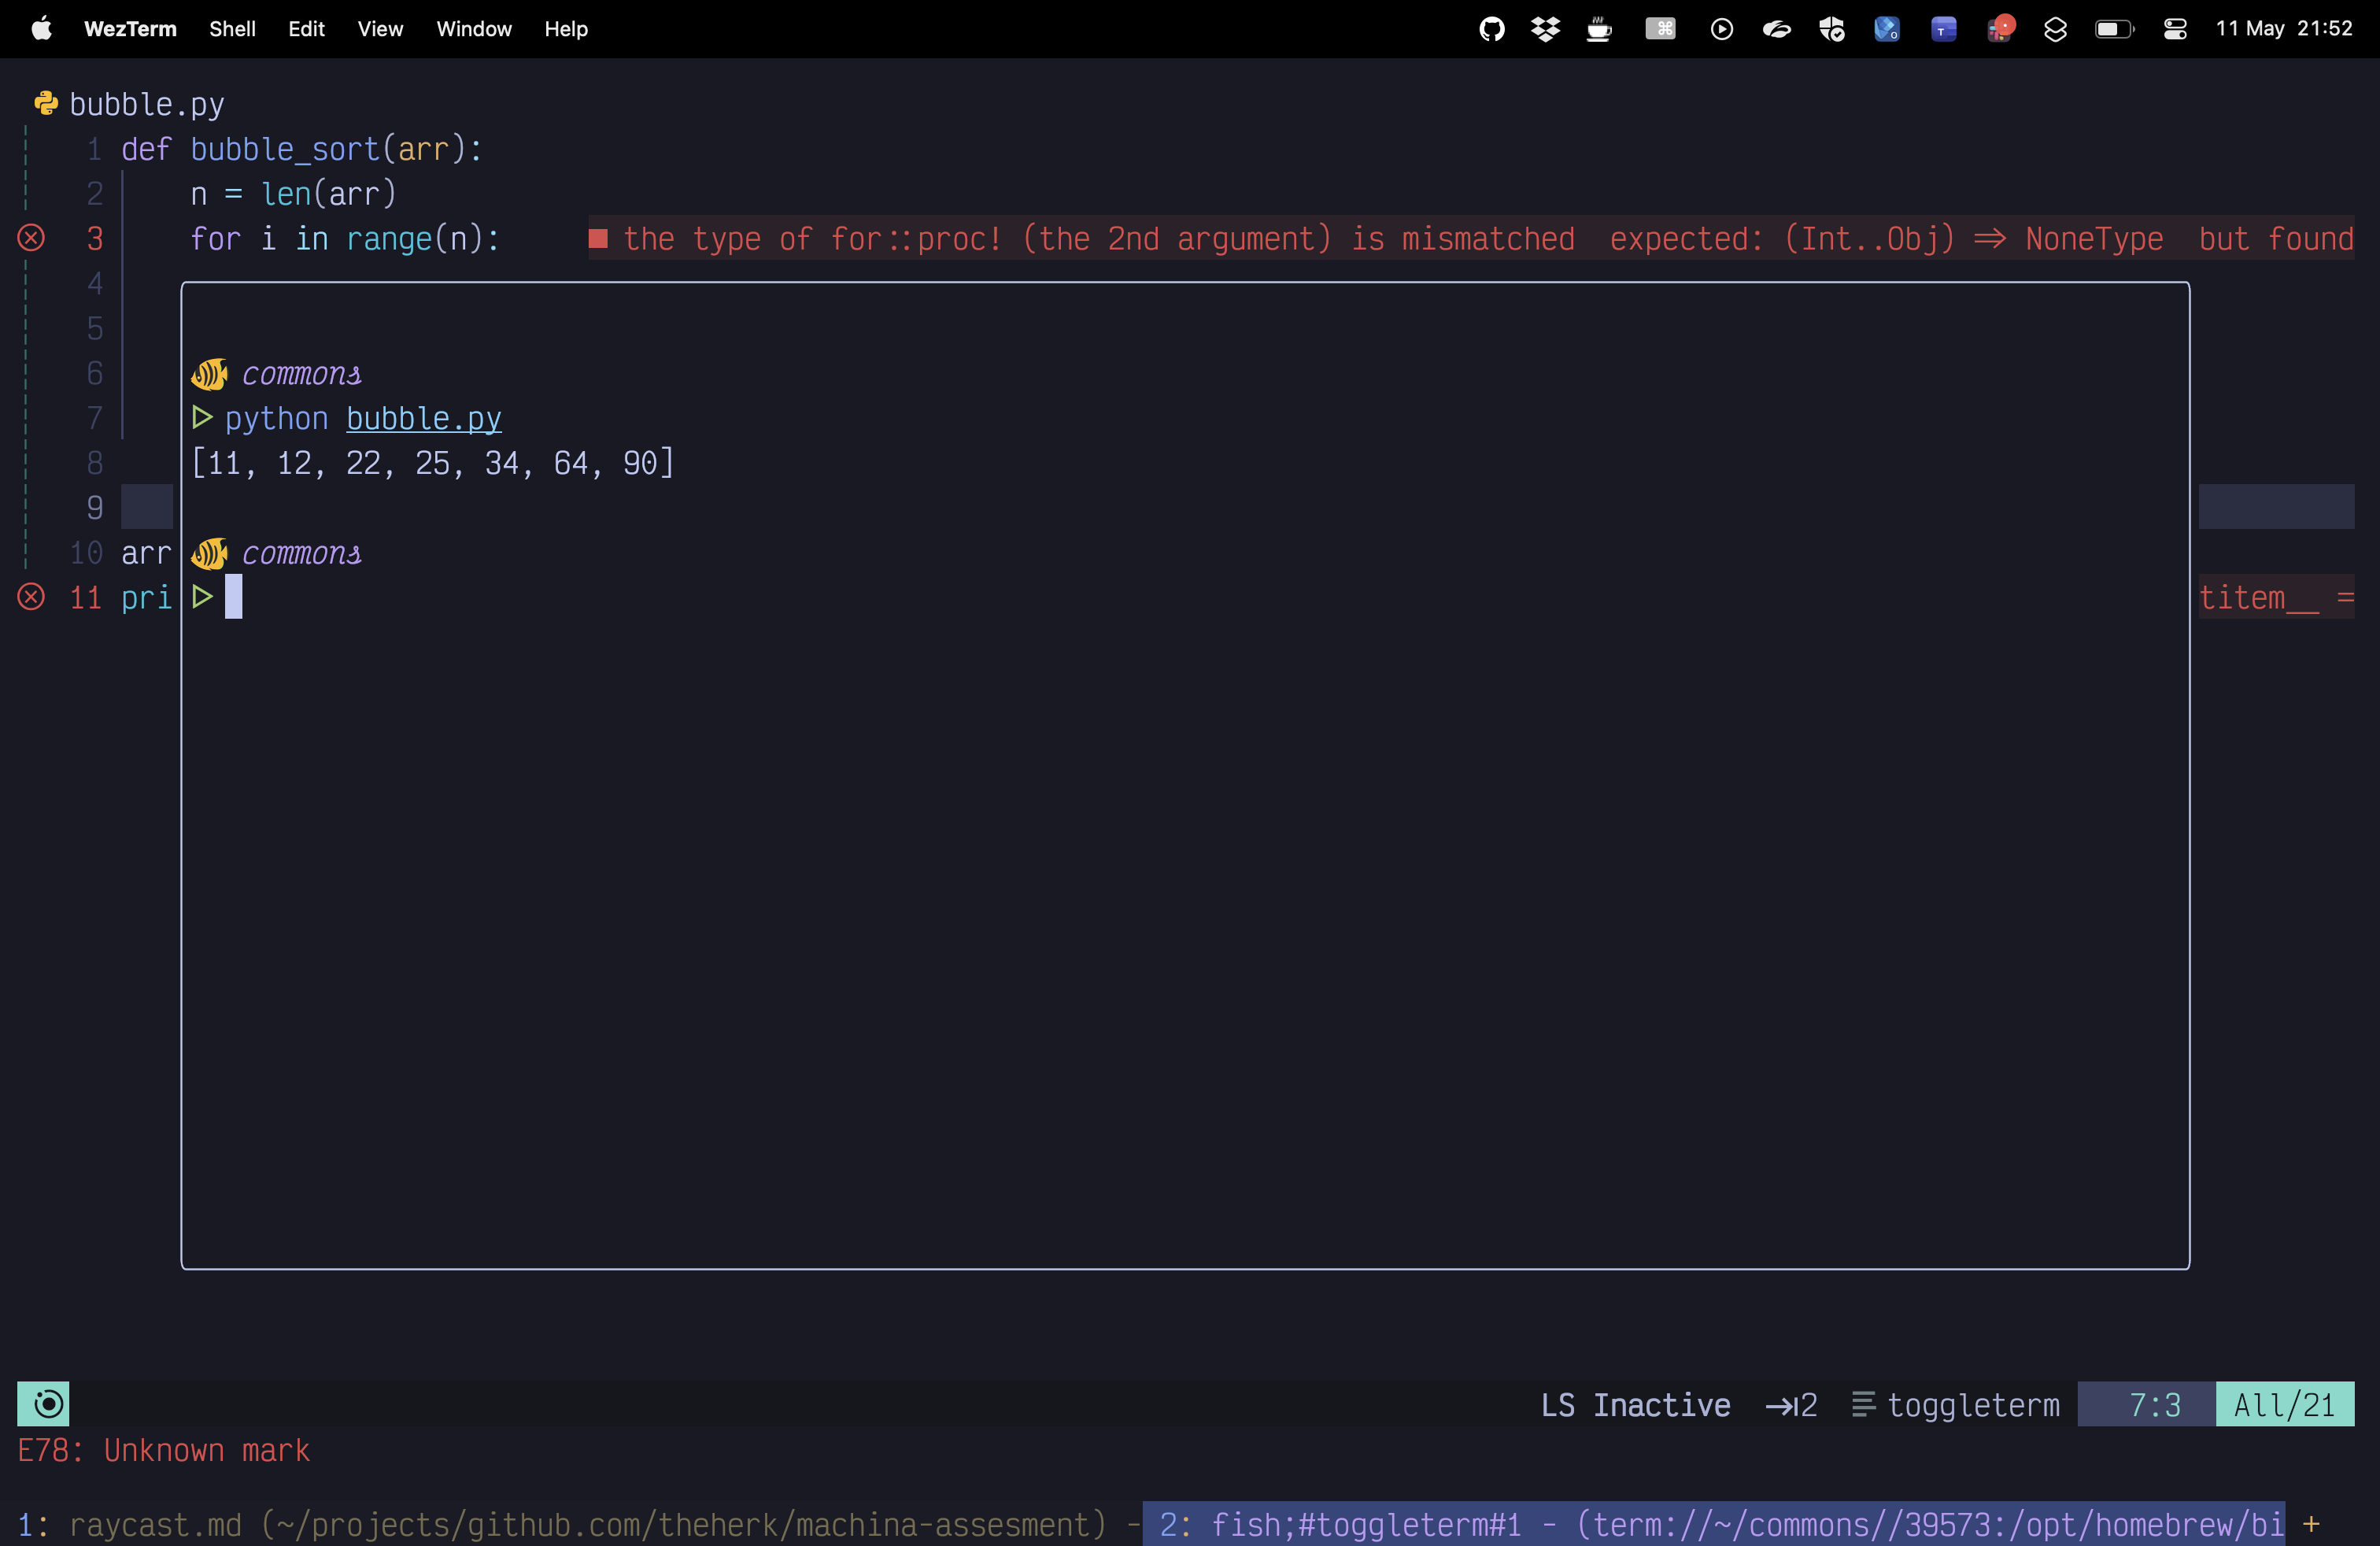 WezTerm Shell Edit View Window Help 11 May 21:52
bubble.py
1 def bubble_sort(arr):
2 n = len(arr)
3 for i in range(n): the type of for::proc! (the 2nd argument) is mismatched expected: (Int..Obj) => NoneType but found
4
5
6 commons
7 python bubble.py
8 [11, 12, 22, 25, 34, 64, 90]
9
10 arr commons
11 pri titem__ =
LS Inactive 2 toggleterm 7:3 All/21
E78: Unknown mark
1: raycast.md (~/projects/github.com/theherk/machina-assesment) - 2: fish;#toggleterm#1 - (term://~/commons//39573:/opt/homebrew/bi +